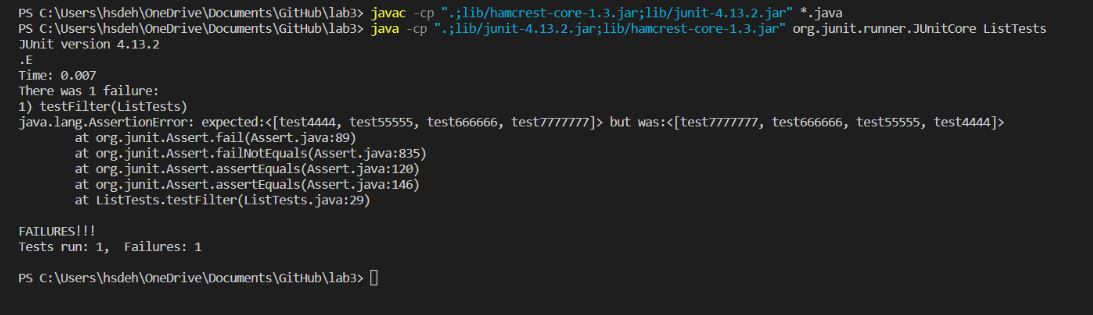 PS C:\Users\hsdeh\OneDrive\Documents\GitHub\lab3> javac -cp ".;lib/hamcrest-core-1.3.jar;lib/junit-4.13.2.jar" *.java
PS C:\Users\hsdeh\OneDrive\Documents\GitHub\lab3> java -cp ".;lib/junit-4.13.2.jar;lib/hamcrest-core-1.3.jar" org.junit.runner.JUnitCore ListTests
JUnit version 4.13.2
.E
Time: 0.007
There was 1 failure:
1) testFilter(ListTests)
java.lang.AssertionError: expected:<[test4444, test55555, test666666, test7777777]> but was:<[test7777777, test666666, test55555, test4444]>
        at org.junit.Assert.fail(Assert.java:89)
        at org.junit.Assert.failNotEquals(Assert.java:835)
        at org.junit.Assert.assertEquals(Assert.java:120)
        at org.junit.Assert.assertEquals(Assert.java:146)
        at ListTests.testFilter(ListTests.java:29)
FAILURES!!!
Tests run: 1,  Failures: 1
PS C:\Users\hsdeh\OneDrive\Documents\GitHub\lab3>